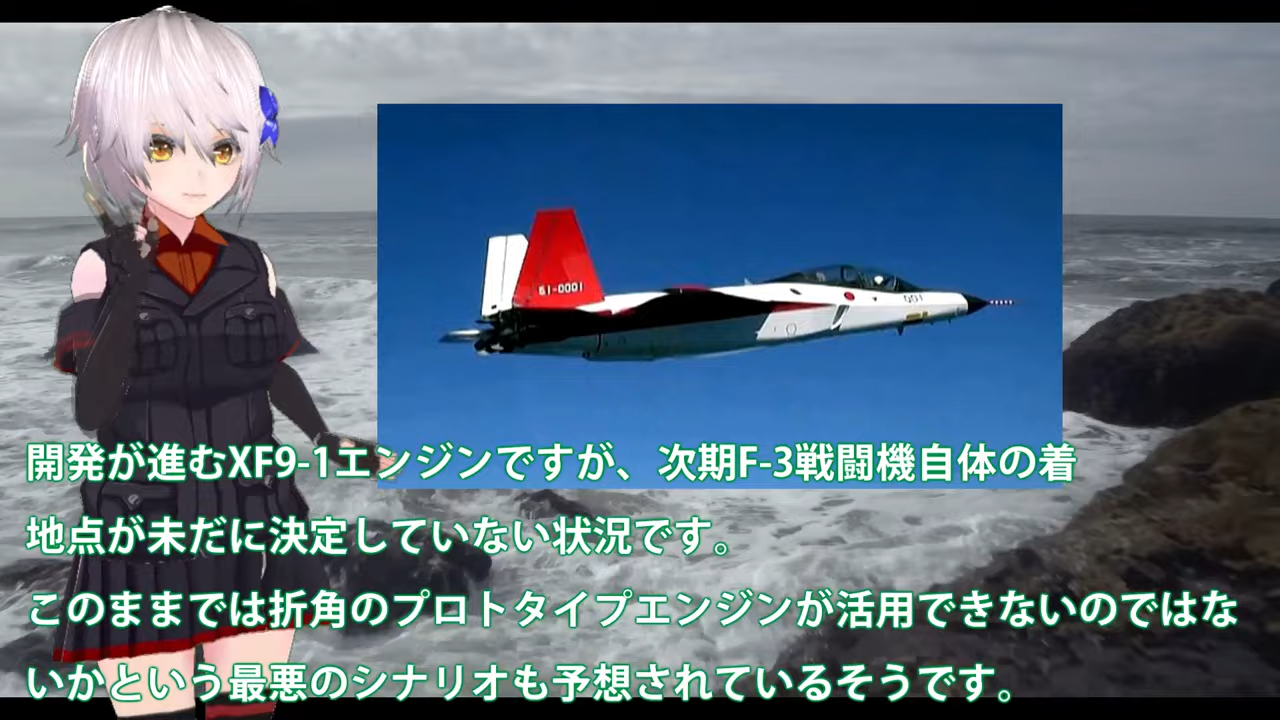 61-0001
001
開発が進むXF9-1エンジンですが、次期F-3戦闘機自体の着
地点が未だに決定していない状況です。
このままでは折角のプロトタイプエンジンが活用できないのではな
いかという最悪のシナリオも予想されているそうです。